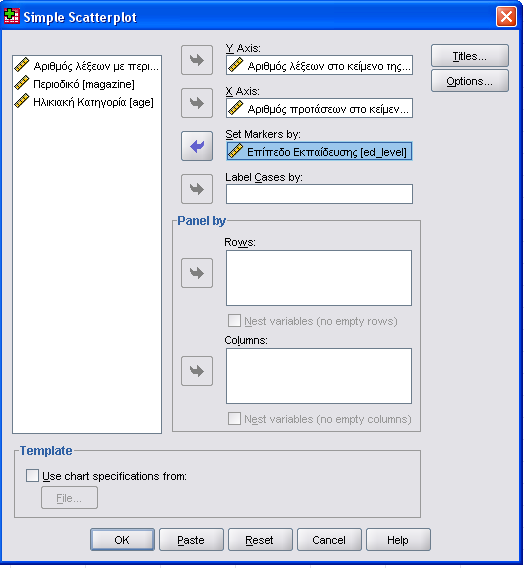 Simple Scatterplot
Αριθμός λέξεων με περι...
Περιοδικό [magazine]
Ηλικιακή Κατηγορία [age]
Y Axis:
Αριθμός λέξεων στο κείμενο της...
X Axis:
Αριθμός προτάσεων στο κείμεν...
Set Markers by:
Επίπεδο Εκπαίδευσης [ed_level]
Label Cases by:
Titles...
Options...
Panel by
Rows:
Nest variables (no empty rows)
Columns:
Nest variables (no empty columns)
Template
Use chart specifications from:
File...
OK
Paste
Reset
Cancel
Help